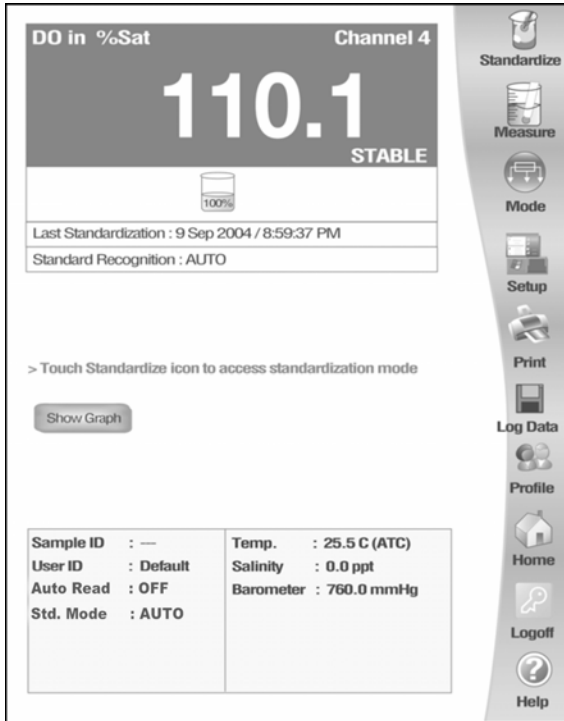 DO in %Sat Channel 4
110.1
STABLE
100%
Last Standardization : 9 Sep 2004 / 8:59:37 PM
Standard Recognition : AUTO
> Touch Standardize icon to access standardization mode
Show Graph
Sample ID : ---
User ID : Default
Auto Read : OFF
Std. Mode : AUTO
Temp. : 25.5 C (ATC)
Salinity : 0.0 ppt
Barometer : 760.0 mmHg
Standardize
Measure
Mode
Setup
Print
Log Data
Profile
Home
Logoff
?
Help